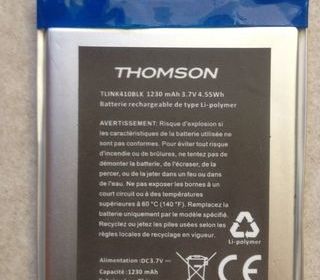 THOMSON
TLINK410BLK 1230 mAh 3.7V 4.55Wh
Batterie rechargeable de type Li-polymer
AVERTISSEMENT: Risque d'explosion si
les caractéristiques de la batterie utilisée ne
sont pas conformes. Pour éviter tout risque
d'incendie ou de brûlures, ne tentez pas de
démonter la batterie, de l'écraser, de la
percer, ou de la jeter dans un feu ou dans
de l'eau. N'exposez pas les bornes à un
court circuit ou à des températures
supérieures à 60 °C (140 °F). Remplacez la
batterie uniquement par le modèle spécifié.
Recyclez ou jetez les piles usées selon les
règles locales de recyclage en vigueur.
Li-polymer
Alimentation :DC3.7V
Capacité :1230 mAh